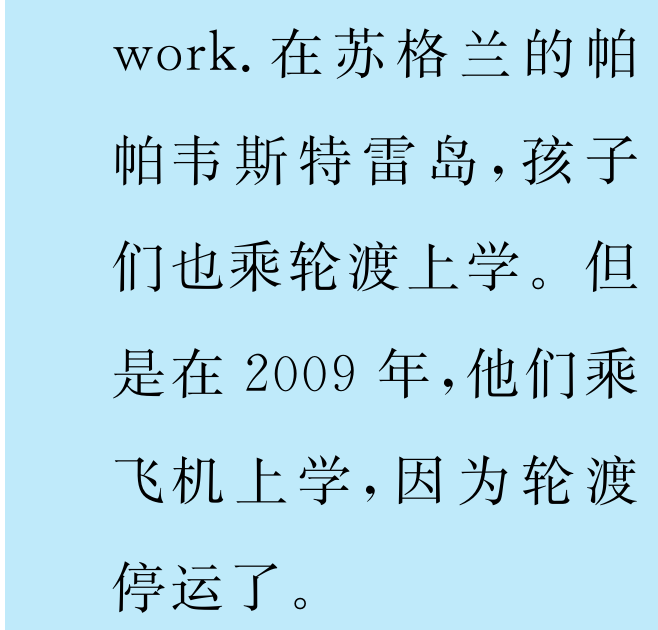 work. 在苏格兰的帕
帕韦斯特雷岛,孩子
们也乘轮渡上学。但
是在 2009 年,他们乘
飞机上学,因为轮渡
停运了。